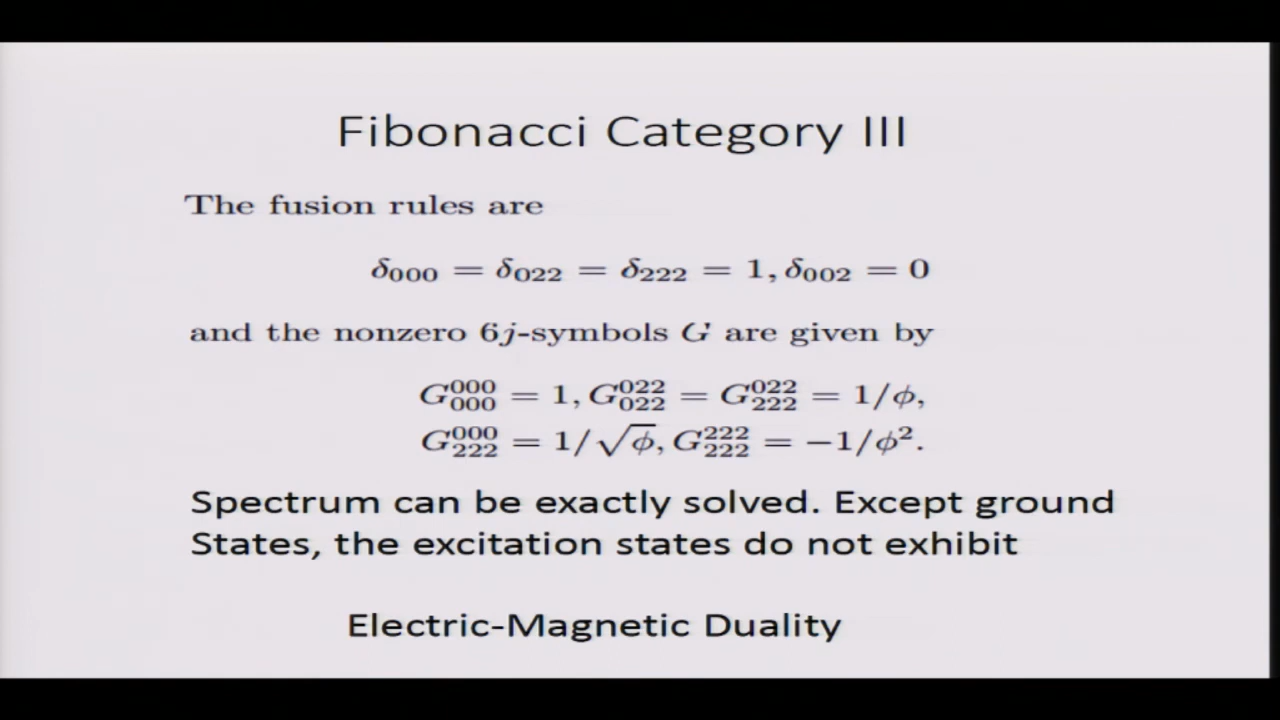 Fibonacci Category III
The fusion rules are
δ₀₀₀ = δ₀₂₂ = δ₂₂₂ = 1, δ₀₀₂ = 0
and the nonzero 6j-symbols G are given by
G⁰⁰⁰₀₀₀ = 1, G⁰²²₀₂₂ = G⁰²²₂₂₂ = 1/ϕ,
G⁰⁰⁰₂₂₂ = 1/√ϕ, G²²²₂₂₂ = −1/ϕ².
Spectrum can be exactly solved. Except ground
States, the excitation states do not exhibit
Electric-Magnetic Duality